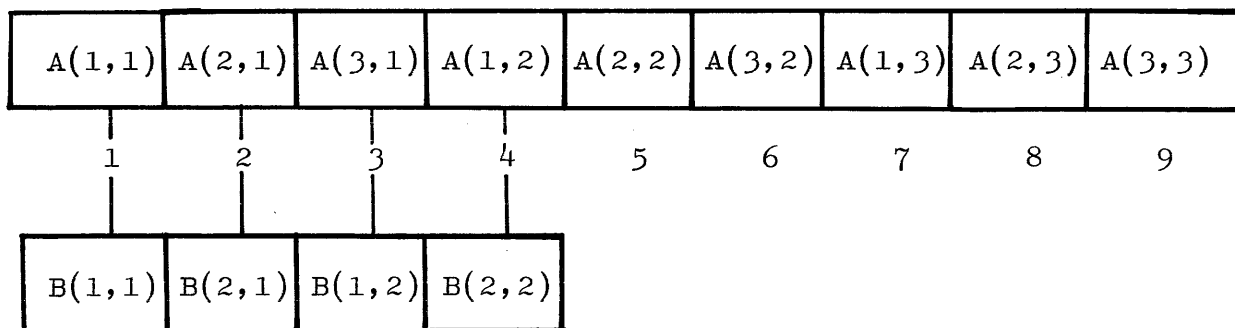 A(1,1) A(2,1) A(3,1) A(1,2) A(2,2) A(3,2) A(1,3) A(2,3) A(3,3)
1 2 3 4 5 6 7 8 9
B(1,1) B(2,1) B(1,2) B(2,2)